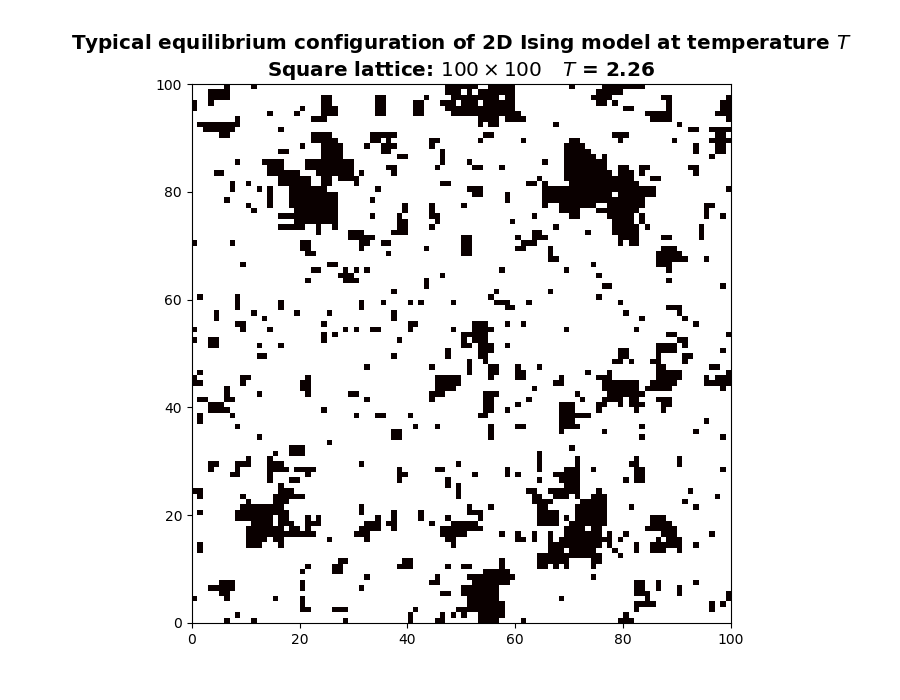 Typical equilibrium configuration of 2D Ising model at temperature T
Square lattice: 100 × 100 T = 2.26
100
80
60
40
20
0
0 20 40 60 80 100